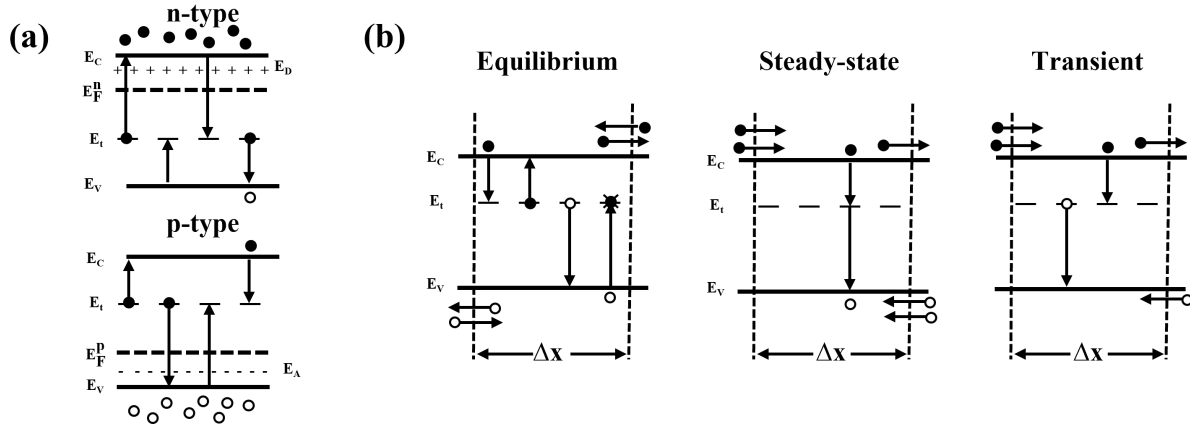 (a)
n-type
E_C
+ + + + + + + + + +
E_D
E_F^n
E_t
E_V
p-type
E_C
E_t
E_F^p
E_A
E_V
(b)
Equilibrium
E_C
E_t
E_V
Δx
Steady-state
E_C
E_t
E_V
Δx
Transient
Δx